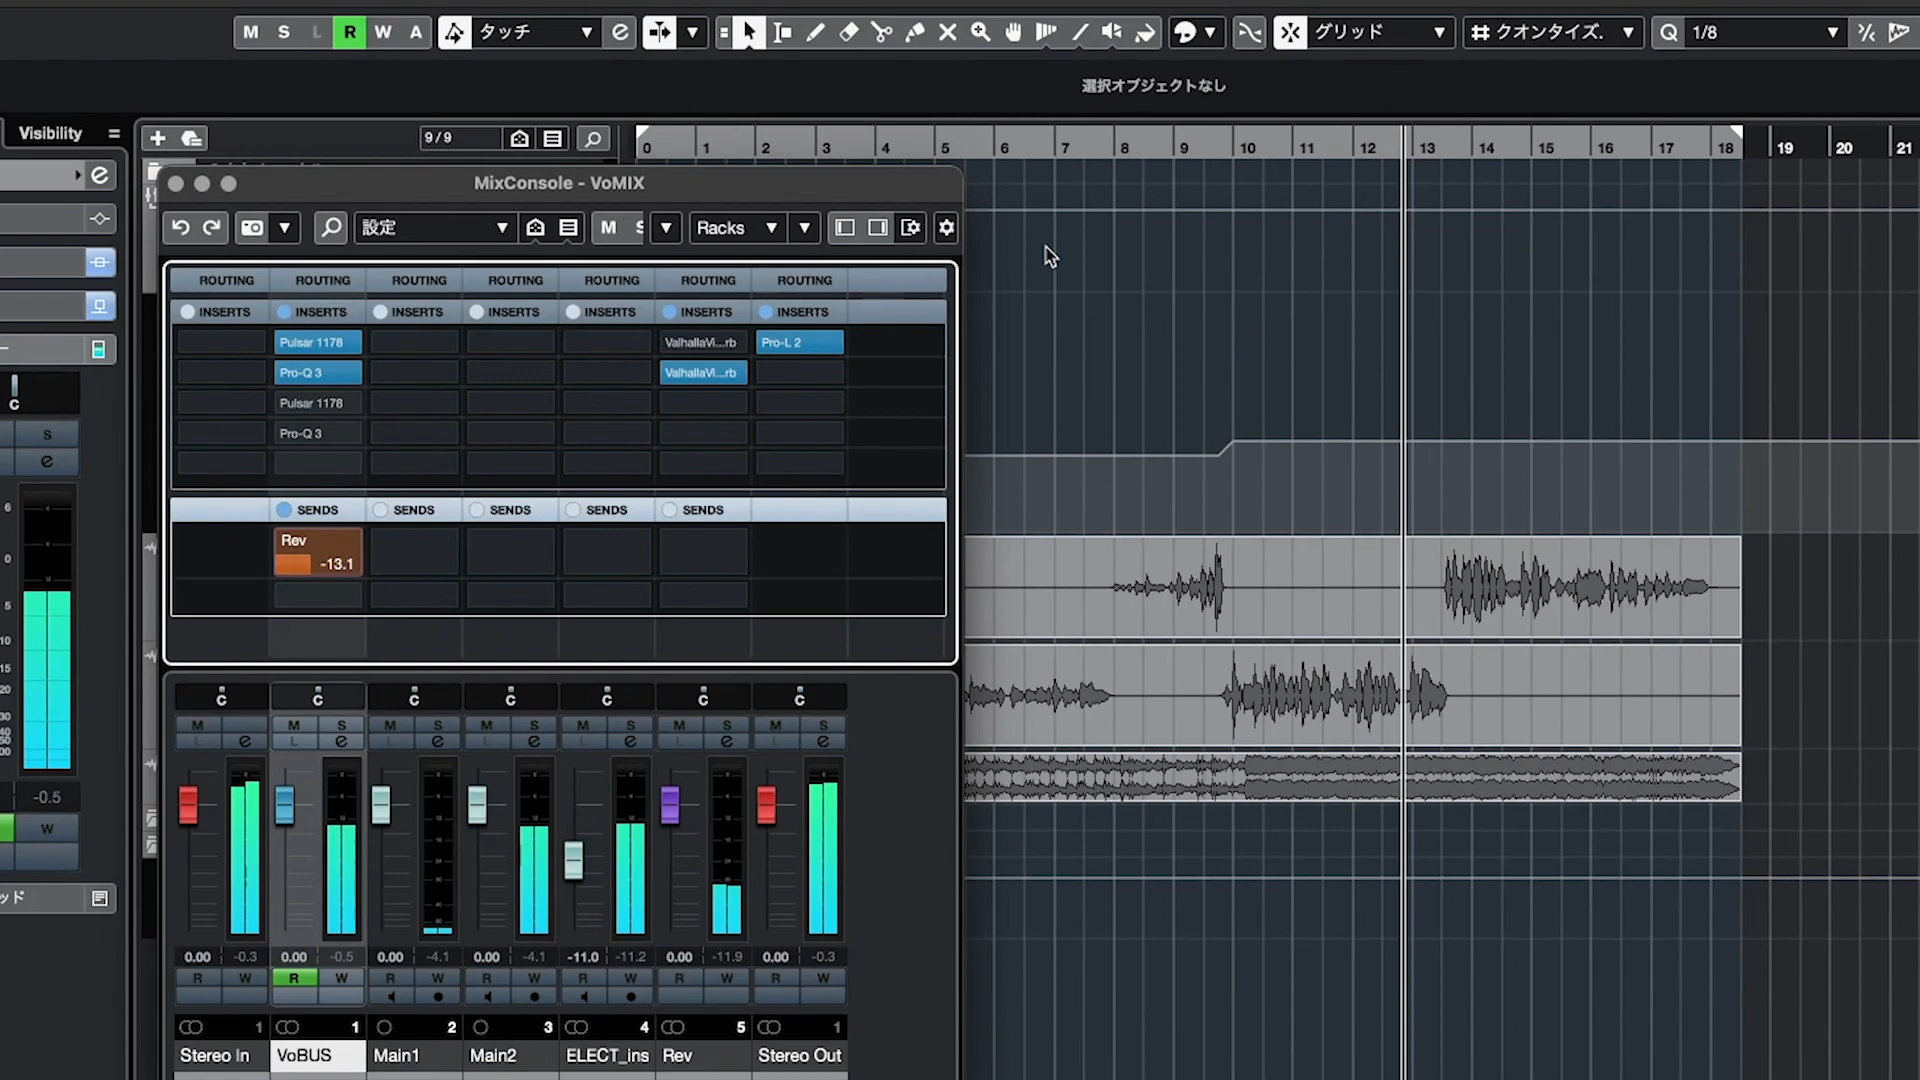 M S L R W A タッチ グリッド クオンタイズ. 1/8
選択オブジェクトなし
Visibility 9/9
0 1 2 3 4 5 6 7 8 9 10 11 12 13 14 15 16 17 18 19 20 21
MixConsole - VoMIX
設定 M S Racks
ROUTING ROUTING ROUTING ROUTING ROUTING ROUTING ROUTING
INSERTS INSERTS INSERTS INSERTS INSERTS INSERTS INSERTS
Pulsar 1178 ValhallaVi...rb Pro-L 2
Pro-Q 3 ValhallaVi...rb
Pulsar 1178
Pro-Q 3
SENDS SENDS SENDS SENDS SENDS
Rev
-13.1
C
S
C C C C C C C
M M S M S M S M S M S M S
-0.5
W
ッド
0.00 -0.3 0.00 -0.5 0.00 -4.1 0.00 -4.1 -11.0 -11.2 0.00 -11.9 0.00 -0.3
R W R W R W R W R W R W R W
1 1 2 3 4 5 1
Stereo In VoBUS Main1 Main2 ELECT_ins Rev Stereo Out